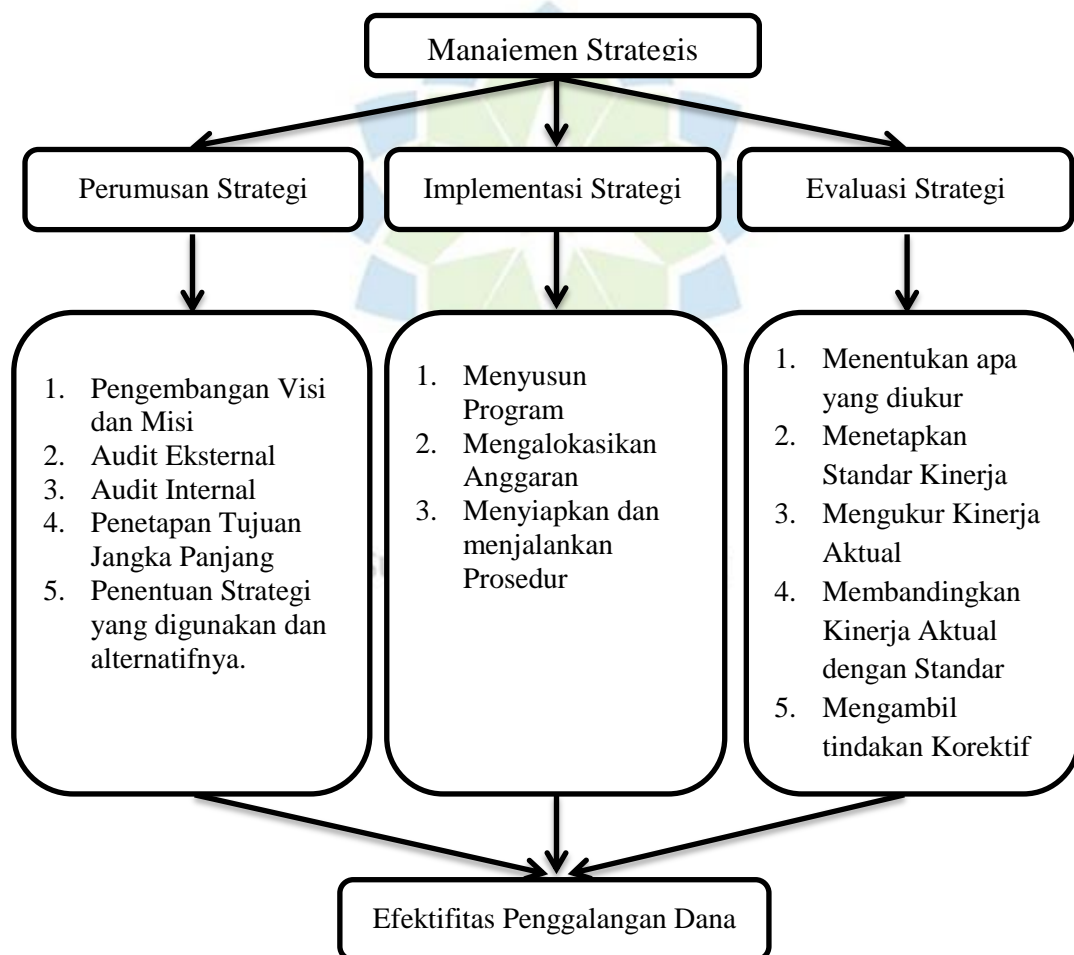 Manajemen Strategis
Perumusan Strategi
Implementasi Strategi
Evaluasi Strategi
1. Pengembangan Visi
dan Misi
2. Audit Eksternal
3. Audit Internal
4. Penetapan Tujuan
Jangka Panjang
5. Penentuan Strategi
yang digunakan dan
alternatifnya.
1. Menyusun
Program
2. Mengalokasikan
Anggaran
3. Menyiapkan dan
menjalankan
Prosedur
1. Menentukan apa
yang diukur
2. Menetapkan
Standar Kinerja
3. Mengukur Kinerja
Aktual
4. Membandingkan
Kinerja Aktual
dengan Standar
5. Mengambil
tindakan Korektif
Efektifitas Penggalangan Dana